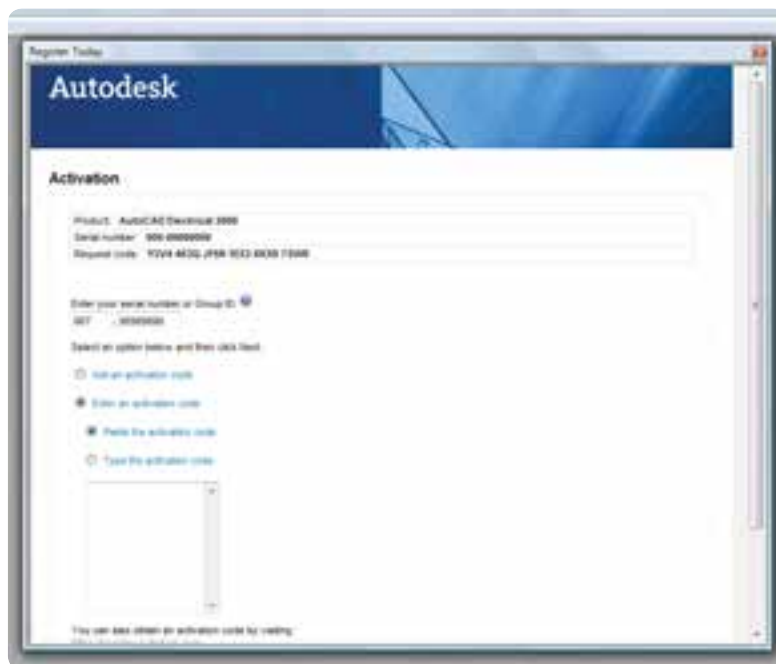 Register Today
Autodesk
Activation
Product: AutoCAD Electrical
Serial number
Request code:
Enter your serial number or Group ID:
Select an option below and then click Next.
Get an activation code
Enter an activation code
Paste the activation code
Type the activation code
You can also obtain an activation code by visiting: